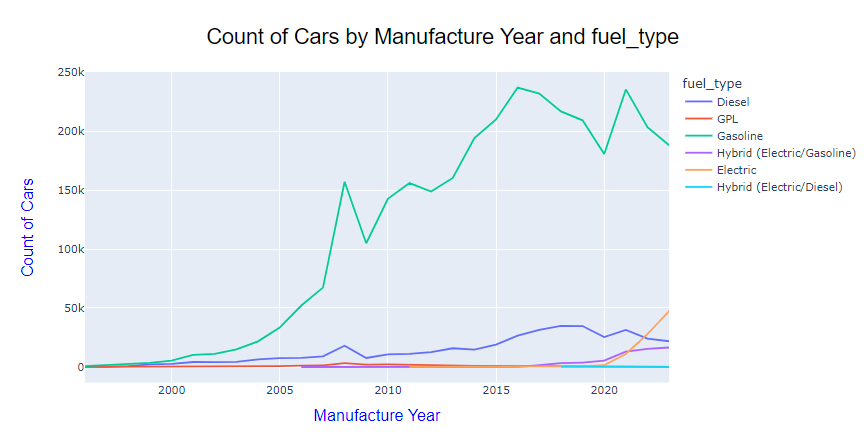 Count of Cars by Manufacture Year and fuel_type
250k
200k
150k
100k
50k
0
Count of Cars
2000
2005
2010
2015
2020
Manufacture Year
fuel_type
Diesel
GPL
Gasoline
Hybrid (Electric/Gasoline)
Electric
Hybrid (Electric/Diesel)